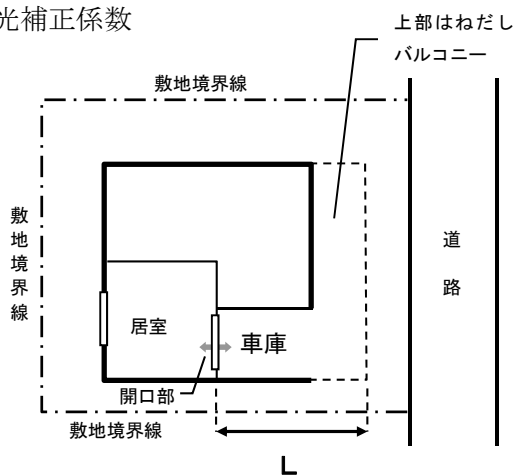 光補正係数
上部はねだし
バルコニー
敷地境界線
敷地境界線
道路
居室
車庫
開口部
敷地境界線
L